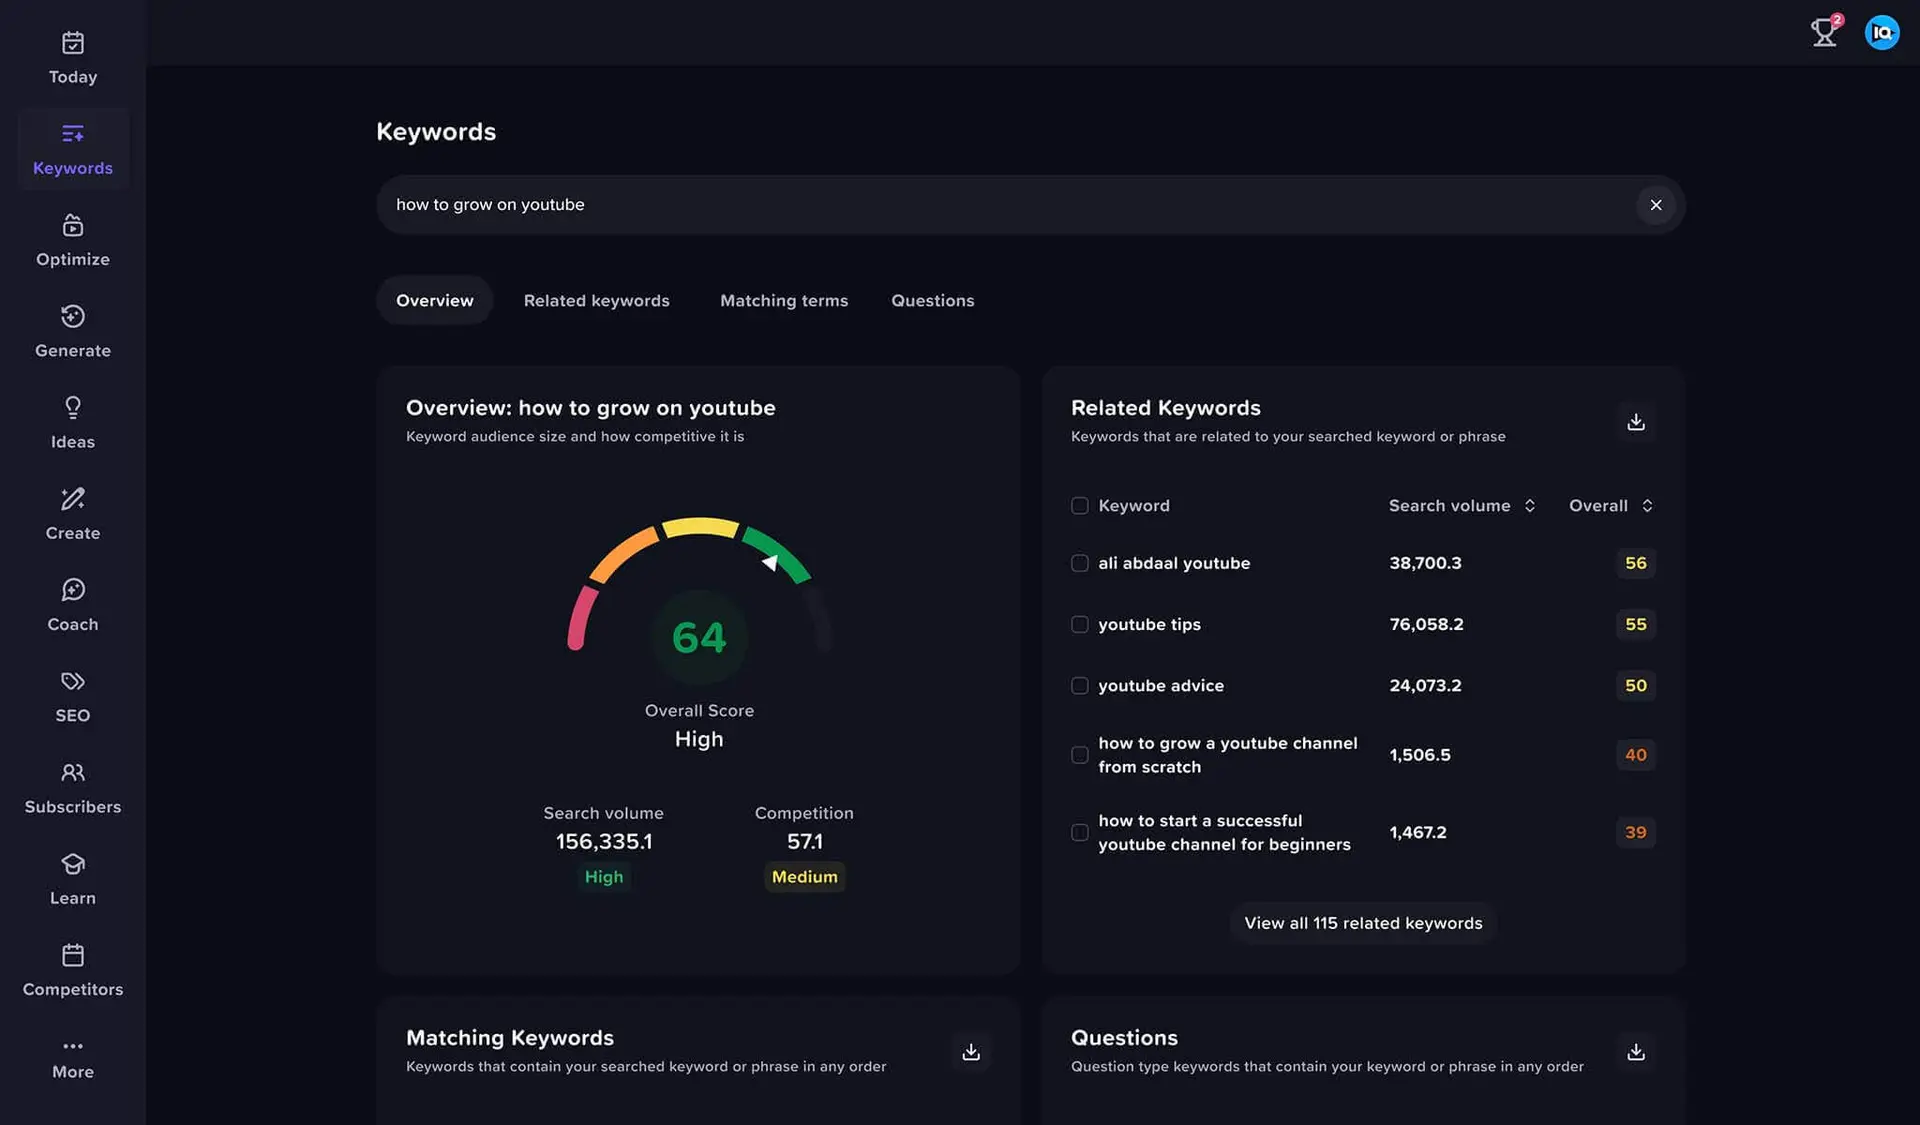 Today
Keywords
Optimize
Generate
Ideas
Create
Coach
SEO
Subscribers
Learn
Competitors
More
2
IQ
Keywords
how to grow on youtube
Overview
Related keywords
Matching terms
Questions
Overview: how to grow on youtube
Keyword audience size and how competitive it is
64
Overall Score
High
Search volume
156,335.1
High
Competition
57.1
Medium
Related Keywords
Keywords that are related to your searched keyword or phrase
Keyword Search volume Overall
ali abdaal youtube 38,700.3 56
youtube tips 76,058.2 55
youtube advice 24,073.2 50
how to grow a youtube channel
from scratch
1,506.5 40
how to start a successful
youtube channel for beginners
1,467.2 39
View all 115 related keywords
Matching Keywords
Keywords that contain your searched keyword or phrase in any order
Questions
Question type keywords that contain your keyword or phrase in any order